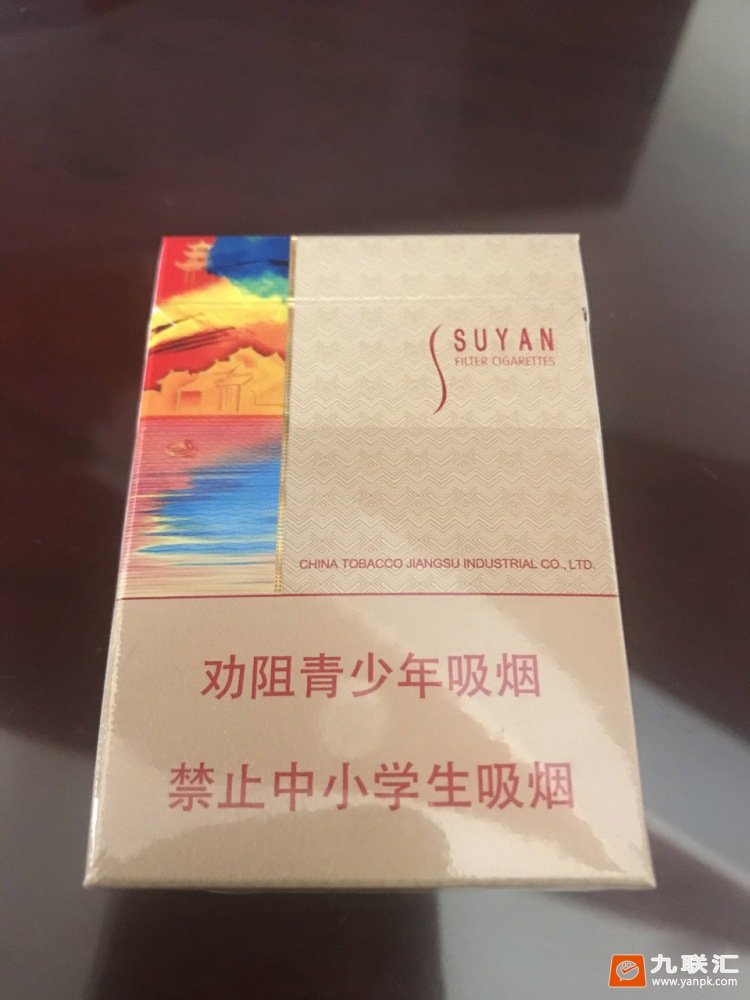 SUYAN
FILTER CIGARETTES
CHINA TOBACCO JIANGSU INDUSTRIAL CO., LTD.
劝阻青少年吸烟
禁止中小学生吸烟
九联汇
www.yanpk.com